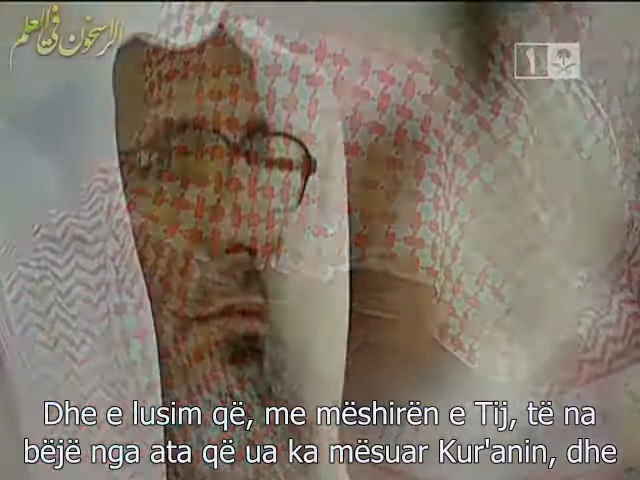 الراسخون في العلم
١
Dhe e lusim që, me mëshirën e Tij, të na
bëjë nga ata që ua ka mësuar Kur'anin, dhe